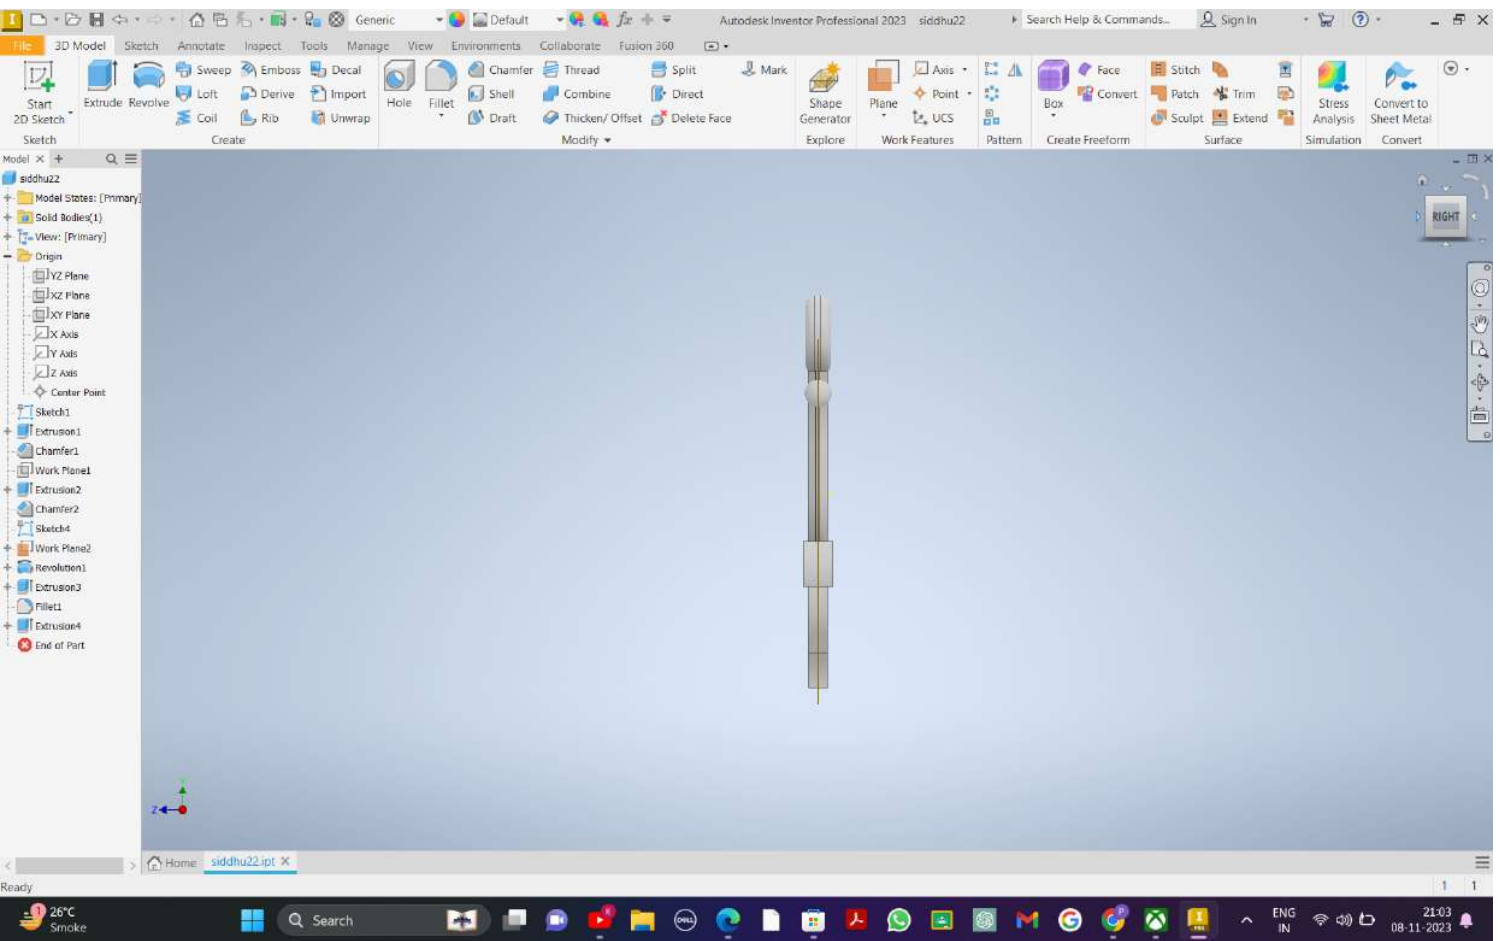 Generic Default fx Autodesk Inventor Professional 2023 siddhu22 Search Help & Commands... Sign In
File 3D Model Sketch Annotate Inspect Tools Manage View Environments Collaborate Fusion 360
Start 2D Sketch
Extrude Revolve
Sweep Emboss Decal
Loft Derive Import
Coil Rib Unwrap
Hole Fillet
Chamfer Thread Split Mark
Shell Combine Direct
Draft Thicken/ Offset Delete Face
Shape Generator
Plane
Axis
Point
UCS
Box
Face
Convert
Stitch
Patch Trim
Sculpt Extend
Stress Analysis
Convert to Sheet Metal
Sketch Create Modify Explore Work Features Pattern Create Freeform Surface Simulation Convert
Model
siddhu22
Model States: [Primary]
Solid Bodies(1)
View: [Primary]
Origin
YZ Plane
XZ Plane
XY Plane
X Axis
Y Axis
Z Axis
Center Point
Sketch1
Extrusion1
Chamfer1
Work Plane1
Extrusion2
Chamfer2
Sketch4
Work Plane2
Revolution1
Extrusion3
Fillet1
Extrusion4
End of Part
RIGHT
Z
Home siddhu22.ipt
Ready
1 1
26°C
Smoke
Search
ENG
IN
21:03
08-11-2023